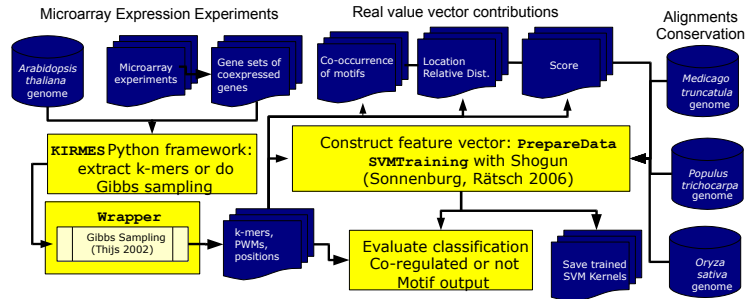 Microarray Expression Experiments
Real value vector contributions
Alignments
Conservation
Arabidopsis
thaliana
genome
Microarray
experiments
Gene sets of
coexpressed
genes
Co-occurrence
of motifs
Location
Relative Dist.
Score
Medicago
truncatula
genome
KIRMES Python framework:
extract k-mers or do
Gibbs sampling
Construct feature vector: PrepareData
SVMTraining with Shogun
(Sonnenburg, Rätsch 2006)
Populus
trichocarpa
genome
Wrapper
Gibbs Sampling
(Thijs 2002)
k-mers,
PWMs,
positions
Evaluate classification
Co-regulated or not
Motif output
Save trained
SVM Kernels
Oryza
sativa
genome